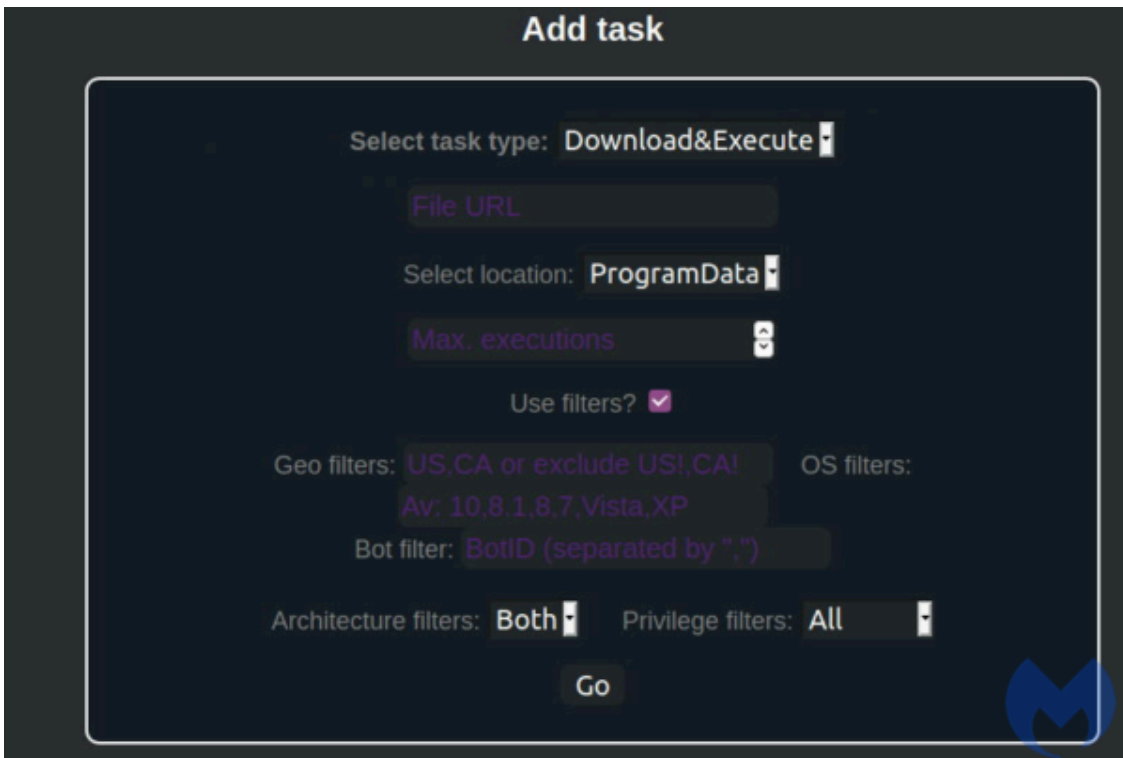 Add task
Select task type: Download&Execute
File URL
Select location: ProgramData
Max. executions
Use filters?
Geo filters: US,CA or exclude US!,CA! OS filters:
Av: 10,8.1,8,7,Vista,XP
Bot filter: BotID (separated by ",")
Architecture filters: Both Privilege filters: All
Go